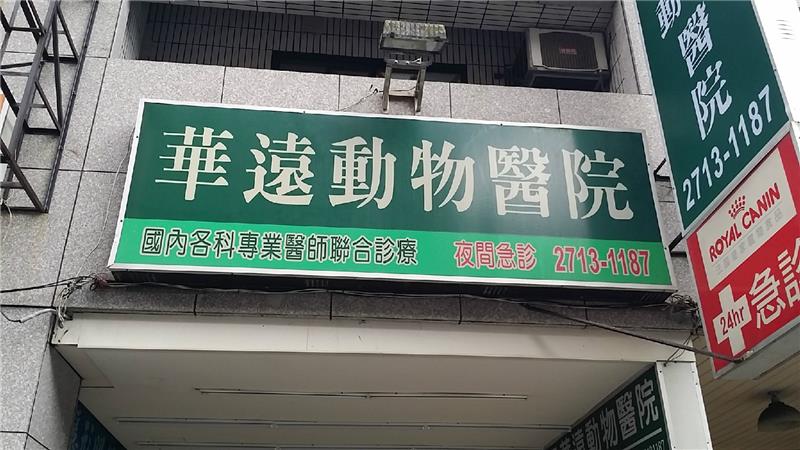 華遠動物醫院
國內各科專業醫師聯合診療 夜間急診 2713-1187
動醫院
2713-1187
ROYAL CANIN
24hr 急診
華遠動物醫院